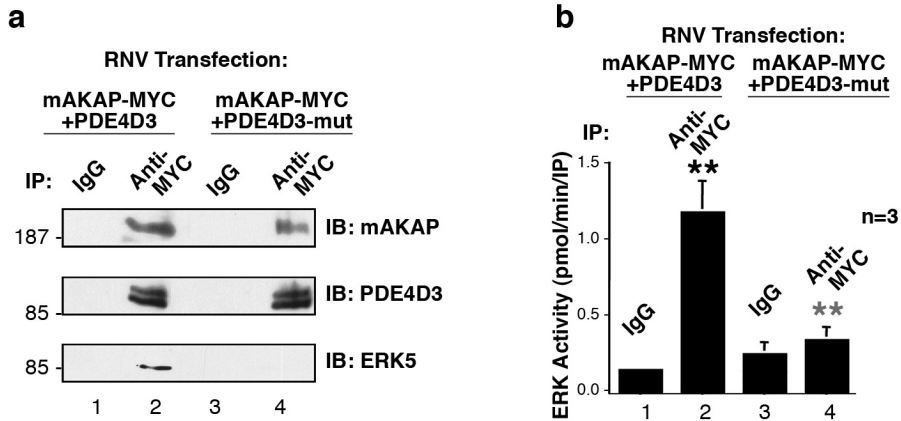 a
RNV Transfection:
mAKAP-MYC
+PDE4D3
mAKAP-MYC
+PDE4D3-mut
IP:
IgG
Anti-
MYC
IgG
Anti-
MYC
187
IB: mAKAP
85
IB: PDE4D3
85
IB: ERK5
1 2 3 4
b
RNV Transfection:
mAKAP-MYC
+PDE4D3
mAKAP-MYC
+PDE4D3-mut
IP:
Anti-
MYC
**
ERK Activity (pmol/min/IP)
1.5
1.0
0.5
0.0
n=3
IgG
IgG
Anti-
MYC
**
1 2 3 4